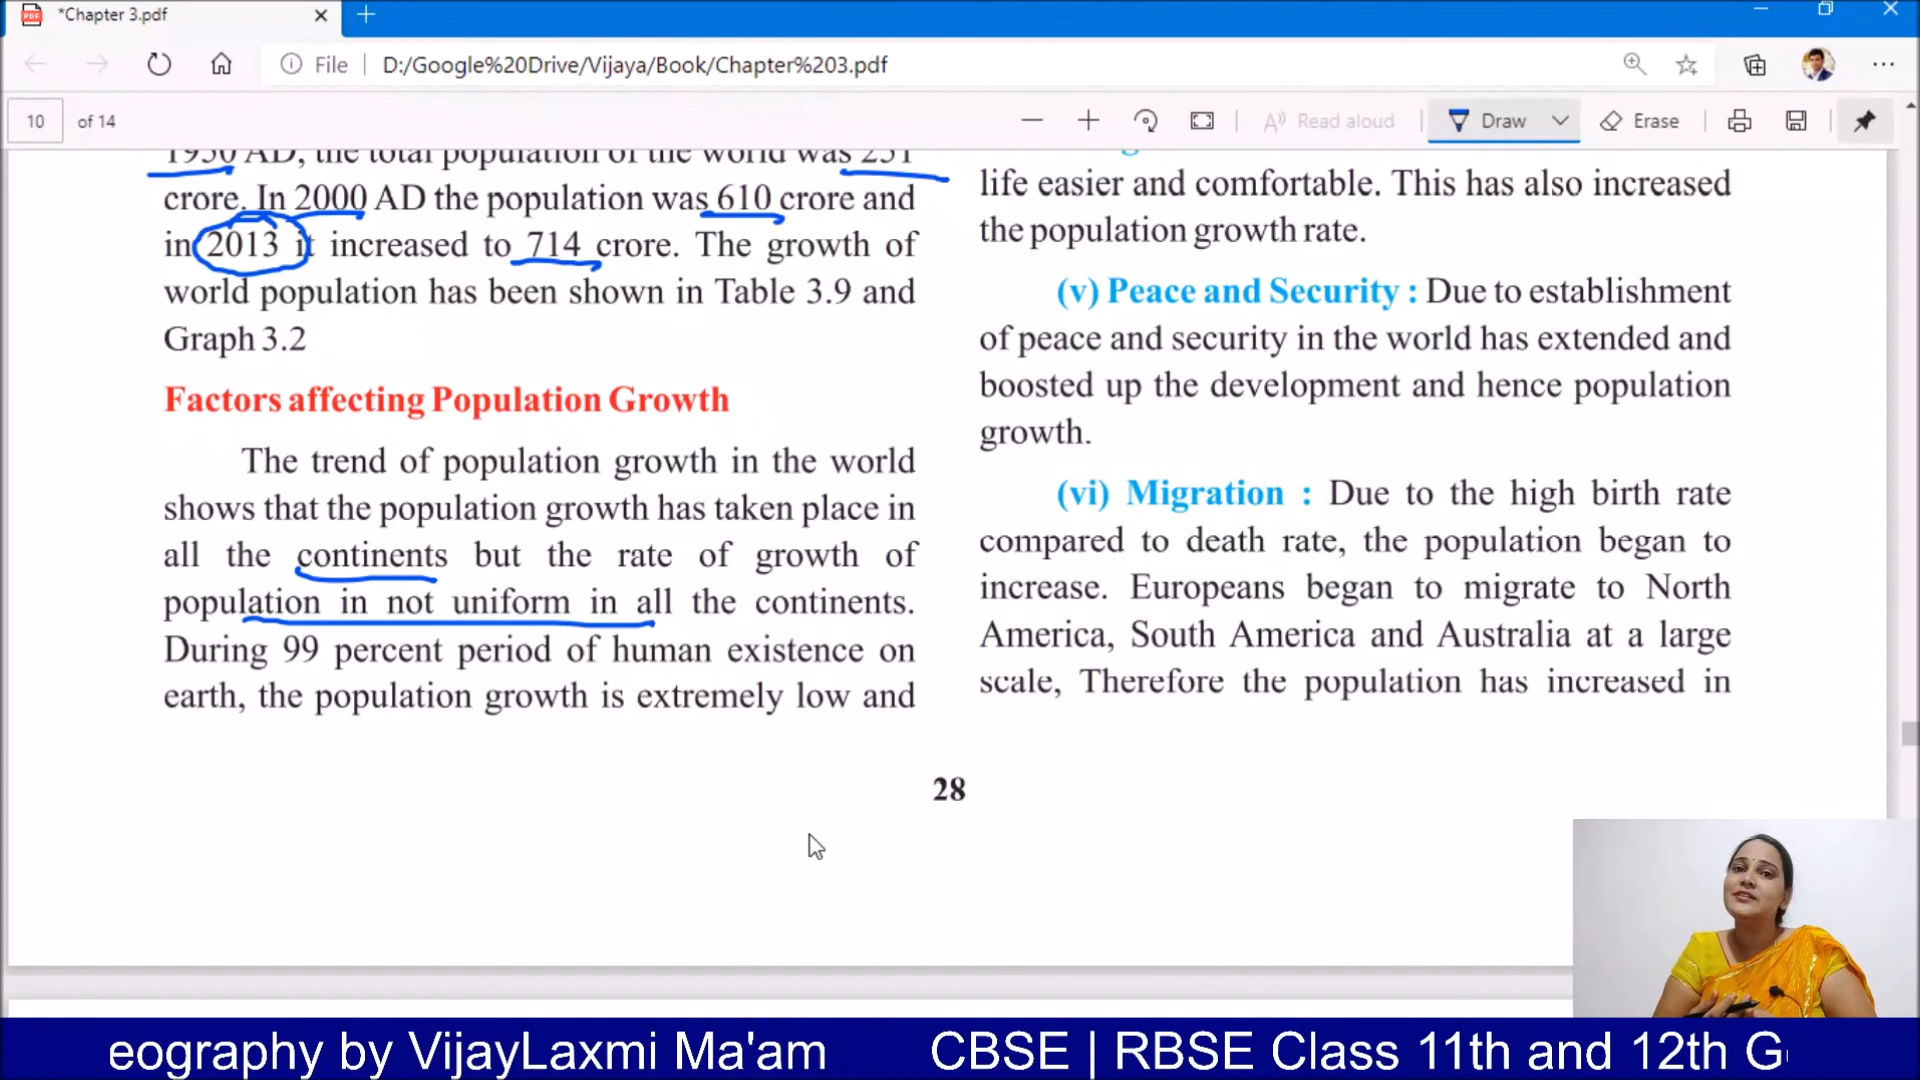 *Chapter 3.pdf
File
D:/Google%20Drive/Vijaya/Book/Chapter%203.pdf
10 of 14
Read aloud
Draw
Erase
1950 AD, the total population of the world was 251
crore. In 2000 AD the population was 610 crore and
in 2013 it increased to 714 crore. The growth of
world population has been shown in Table 3.9 and
Graph 3.2
Factors affecting Population Growth
The trend of population growth in the world
shows that the population growth has taken place in
all the continents but the rate of growth of
population in not uniform in all the continents.
During 99 percent period of human existence on
earth, the population growth is extremely low and
life easier and comfortable. This has also increased
the population growth rate.
(v) Peace and Security : Due to establishment
of peace and security in the world has extended and
boosted up the development and hence population
growth.
(vi) Migration : Due to the high birth rate
compared to death rate, the population began to
increase. Europeans began to migrate to North
America, South America and Australia at a large
scale, Therefore the population has increased in
28
eography by VijayLaxmi Ma'am CBSE | RBSE Class 11th and 12th G